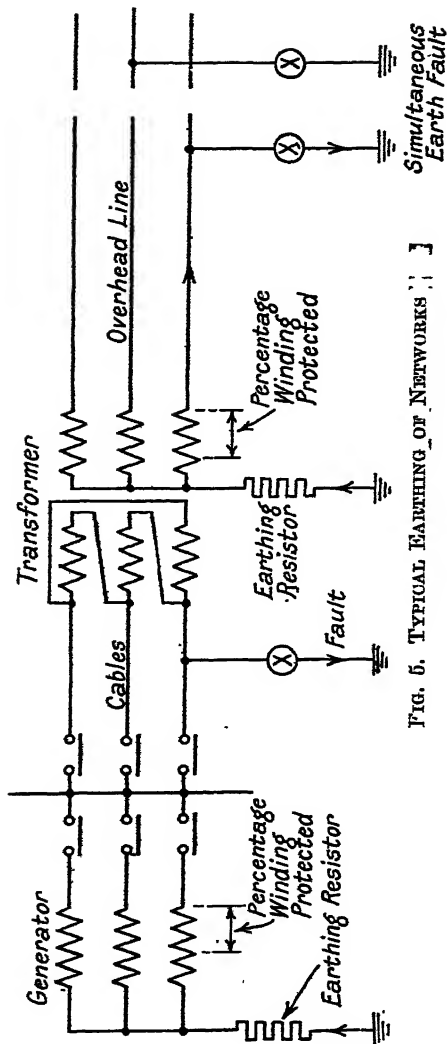 Generator
Percentage
Winding
Protected
Earthing Resistor
Cables
Fault
Transformer
Earthing
Resistor
Percentage
Winding
Protected
Overhead Line
Simultaneous
Earth Fault
X
X
X
FIG. 5. TYPICAL EARTHING OF NETWORKS